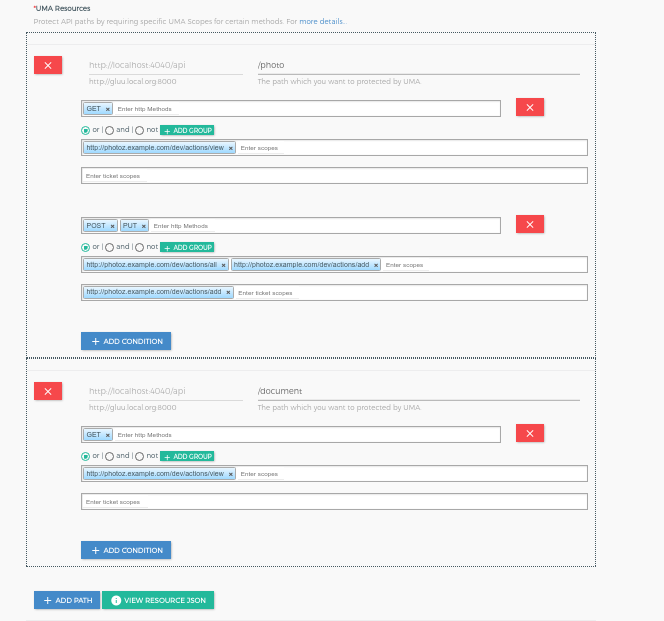 *UMA Resources
Protect API paths by requiring specific UMA Scopes for certain methods. For more details..
http://localhost:4040/api /photo
http://gluu.local.org:8000 The path which you want to protected by UMA
GET × Enter http Methods
or | and | not + ADD GROUP
http://photoz.example.com/dev/actions/view × Enter scopes
Enter ticket scopes
POST × PUT × Enter http Methods
or | and | not + ADD GROUP
http://photoz.example.com/dev/actions/all × http://photoz.example.com/dev/actions/add × Enter scopes
http://photoz.example.com/dev/actions/add × Enter ticket scopes
+ ADD CONDITION
http://localhost:4040/api /document
http://gluu.local.org:8000 The path which you want to protected by UMA
GET × Enter http Methods
or | and | not + ADD GROUP
http://photoz.example.com/dev/actions/view × Enter scopes
Enter ticket scopes
+ ADD CONDITION
+ ADD PATH VIEW RESOURCE JSON